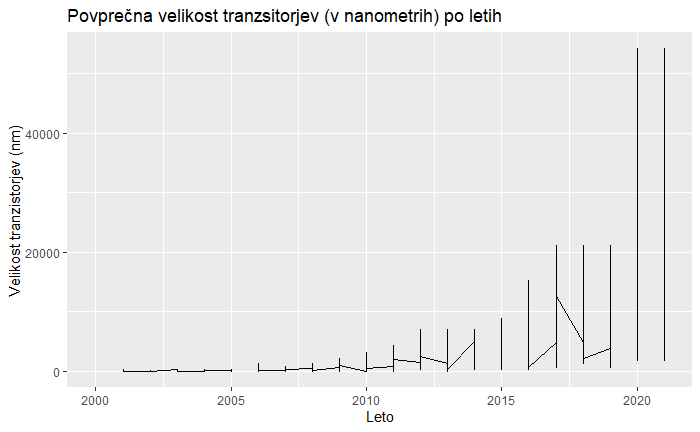 Povprečna velikost tranzsitorjev (v nanometrih) po letih
Velikost tranzistorjev (nm)
40000
20000
0
2000 2005 2010 2015 2020
Leto